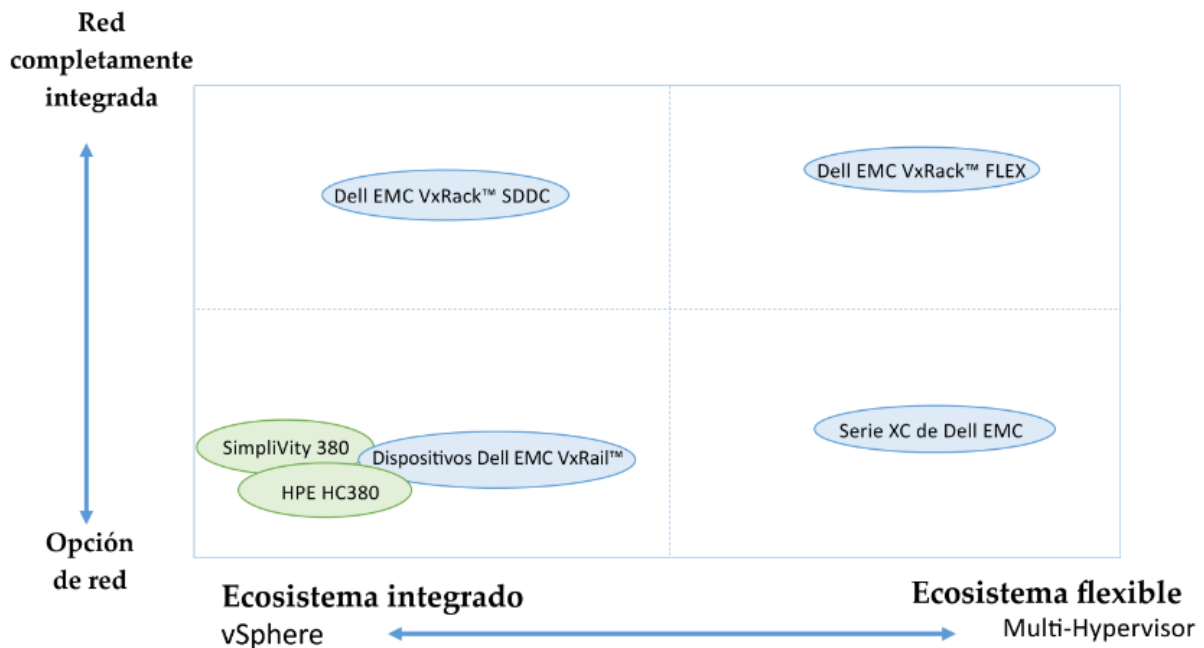 Red
completamente
integrada
Dell EMC VxRack™ FLEX
Dell EMC VxRack™ SDDC
Serie XC de Dell EMC
SimpliVity 380
Dispositivos Dell EMC VxRail™
HPE HC380
Opción
de red
Ecosistema integrado
vSphere
Ecosistema flexible
Multi-Hypervisor